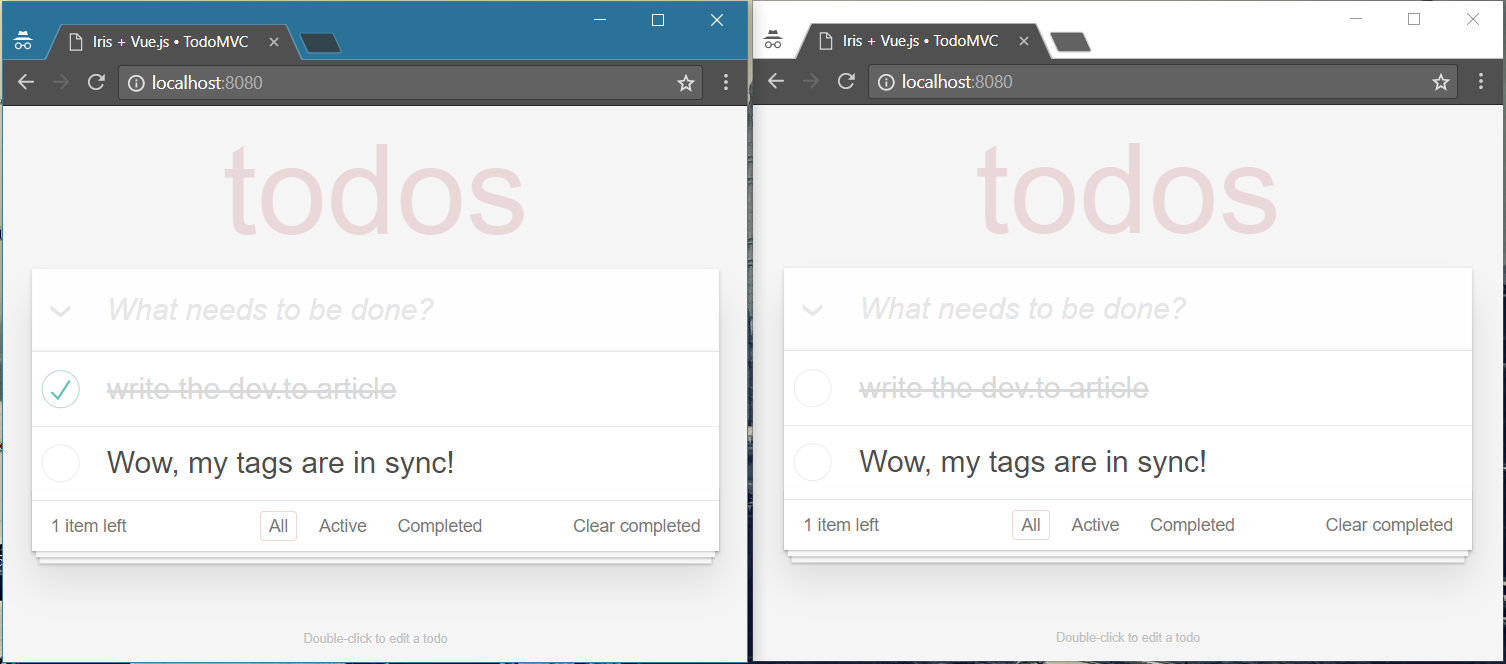 Iris + Vue.js • TodoMVC
localhost:8080
todos
What needs to be done?
write the dev.to article
Wow, my tags are in sync!
1 item left All Active Completed Clear completed
Double-click to edit a todo
Iris + Vue.js • TodoMVC
localhost:8080
todos
What needs to be done?
write the dev.to article
Wow, my tags are in sync!
1 item left All Active Completed Clear completed
Double-click to edit a todo